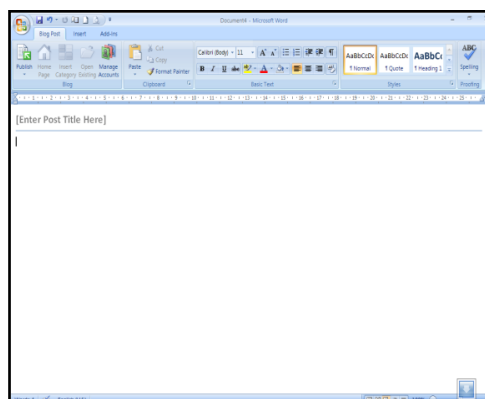 Document4 - Microsoft Word
Blog Post Insert Add-Ins
Publish Home Page Insert Category Open Existing Manage Accounts
Paste Cut Copy Format Painter
Calibri (Body) 11
B I U abc
AaBbCcDc AaBbCcDc AaBbCc
¶ Normal ¶ Quote ¶ Heading 1
ABC
Spelling
Blog Clipboard Basic Text Styles Proofing
[Enter Post Title Here]